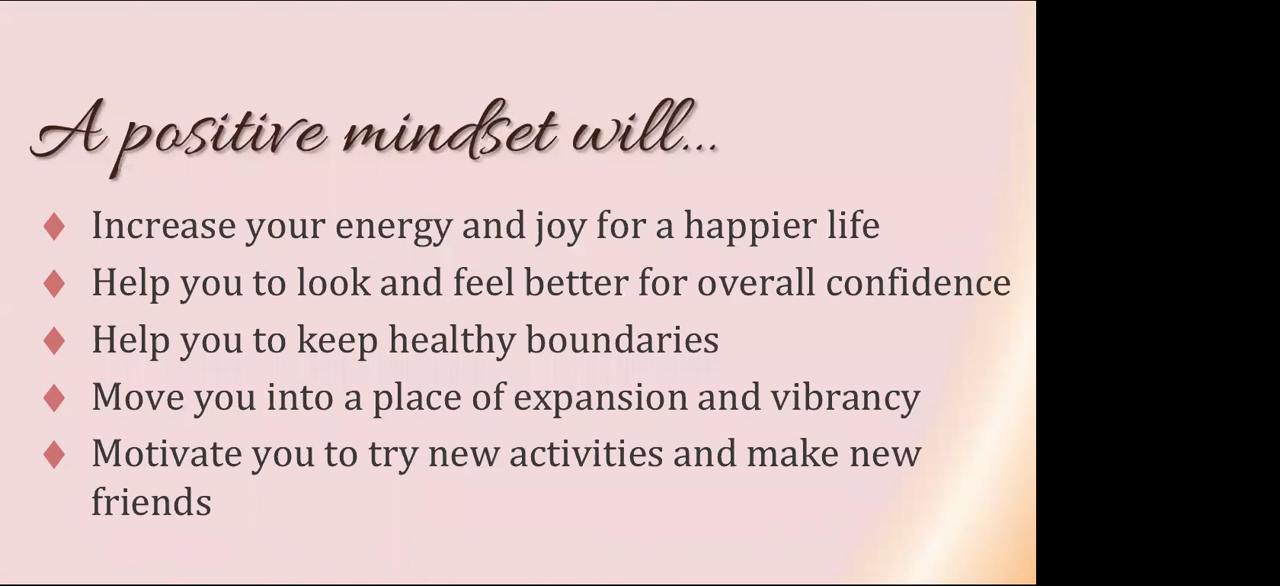 A positive mindset will...
Increase your energy and joy for a happier life
Help you to look and feel better for overall confidence
Help you to keep healthy boundaries
Move you into a place of expansion and vibrancy
Motivate you to try new activities and make new
friends